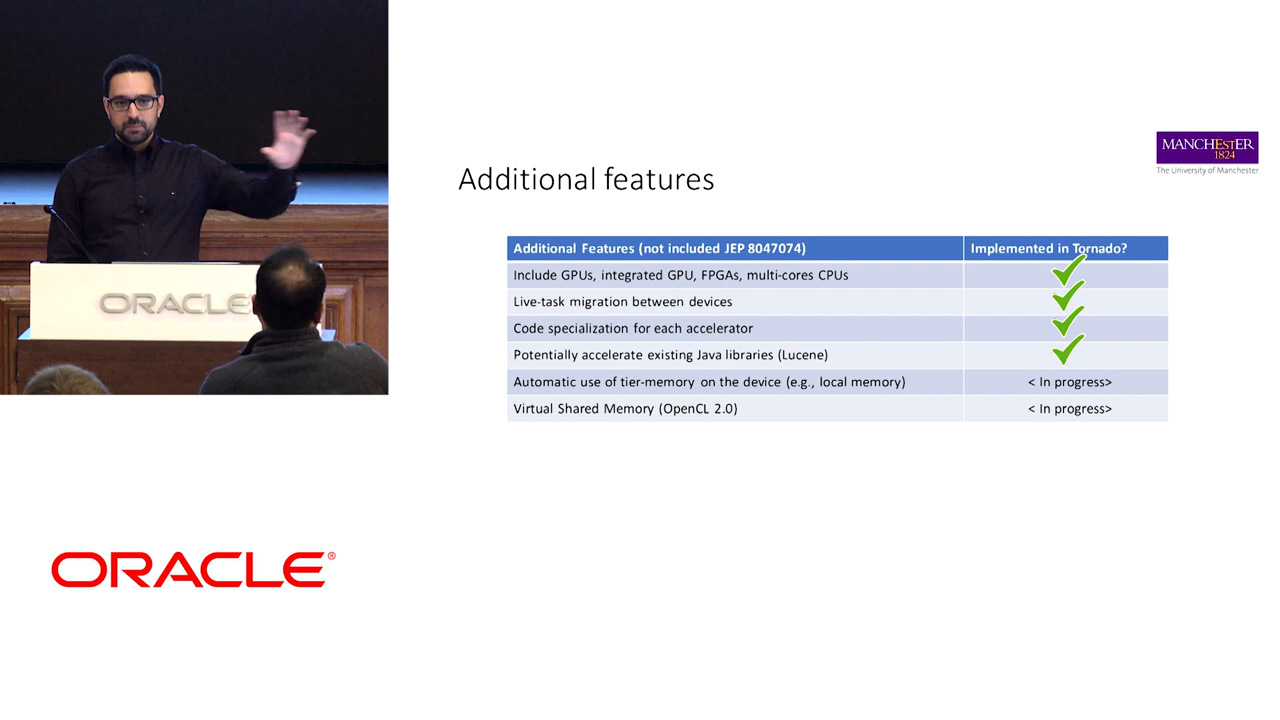 ORACLE
MANCHEstER
1824
The University of Manchester
Additional features
Additional Features (not included JEP 8047074) Implemented in Tornado?
Include GPUs, integrated GPU, FPGAs, multi-cores CPUs
Live-task migration between devices
Code specialization for each accelerator
Potentially accelerate existing Java libraries (Lucene)
Automatic use of tier-memory on the device (e.g., local memory) < In progress>
Virtual Shared Memory (OpenCL 2.0) < In progress>
ORACLE®